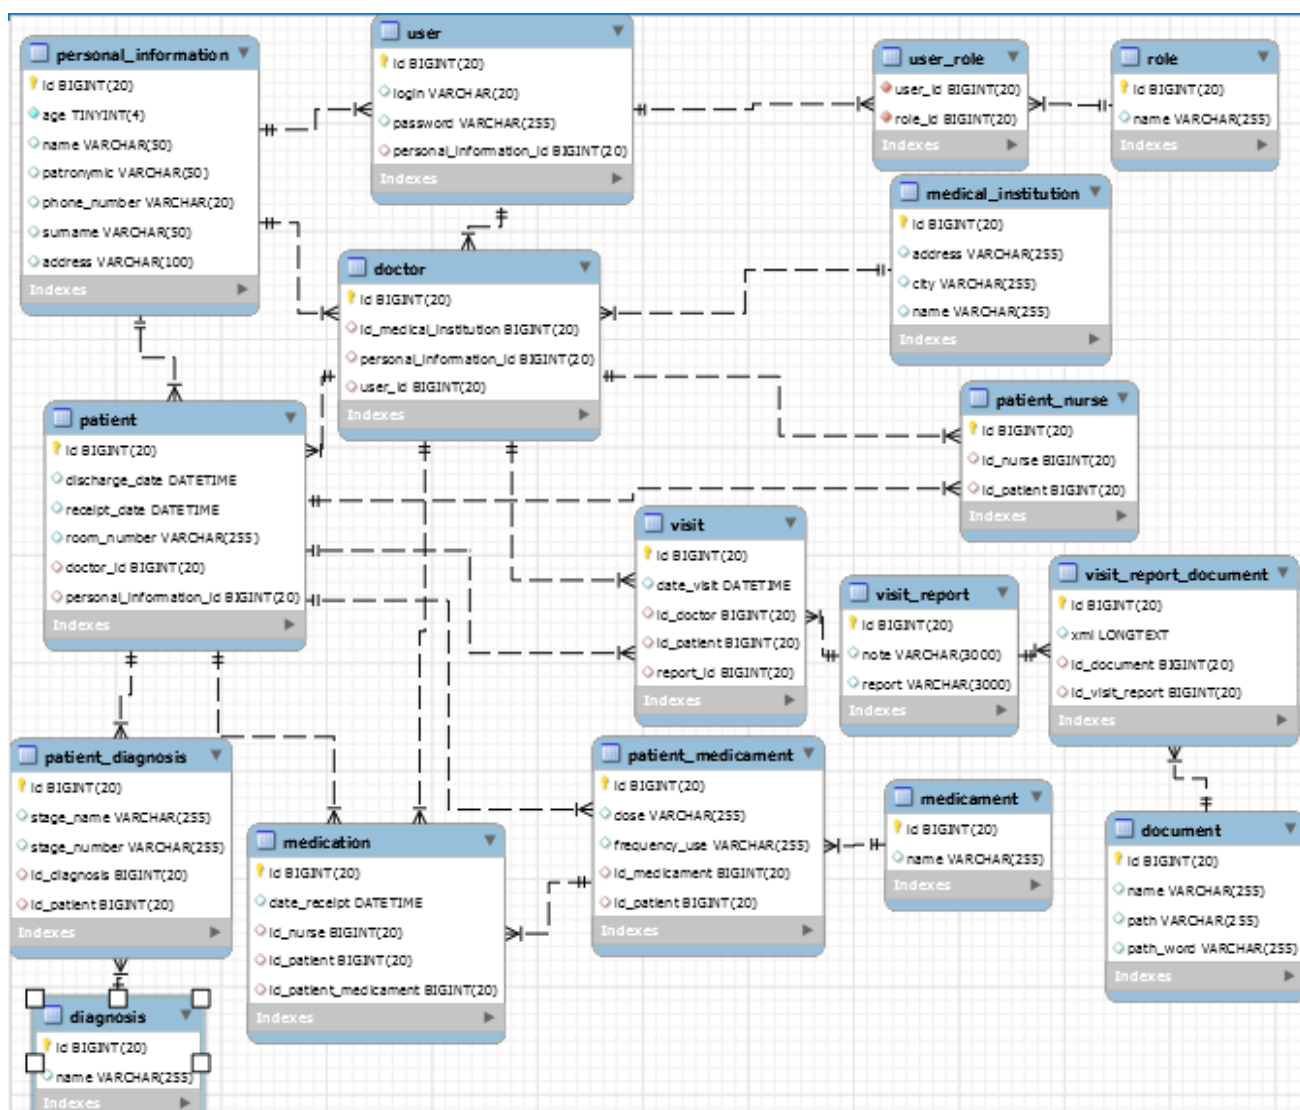 personal_information
id BIGINT(20)
age TINYINT(4)
name VARCHAR(50)
patronymic VARCHAR(50)
phone_number VARCHAR(20)
surname VARCHAR(50)
address VARCHAR(100)
Indexes
user
id BIGINT(20)
login VARCHAR(20)
password VARCHAR(255)
personal_information_id BIGINT(20)
Indexes
user_role
user_id BIGINT(20)
role_id BIGINT(20)
Indexes
role
id BIGINT(20)
name VARCHAR(255)
Indexes
medical_institution
id BIGINT(20)
address VARCHAR(255)
city VARCHAR(255)
name VARCHAR(255)
Indexes
doctor
id BIGINT(20)
id_medical_institution BIGINT(20)
personal_information_id BIGINT(20)
user_id BIGINT(20)
Indexes
patient
id BIGINT(20)
discharge_date DATETIME
receipt_date DATETIME
room_number VARCHAR(255)
doctor_id BIGINT(20)
personal_information_id BIGINT(20)
Indexes
patient_nurse
id BIGINT(20)
id_nurse BIGINT(20)
id_patient BIGINT(20)
Indexes
visit
id BIGINT(20)
date_visit DATETIME
id_doctor BIGINT(20)
id_patient BIGINT(20)
report_id BIGINT(20)
Indexes
visit_report
id BIGINT(20)
note VARCHAR(3000)
report VARCHAR(3000)
Indexes
visit_report_document
id BIGINT(20)
xml LONGTEXT
id_document BIGINT(20)
id_visit_report BIGINT(20)
Indexes
patient_diagnosis
id BIGINT(20)
stage_name VARCHAR(255)
stage_number VARCHAR(255)
id_diagnosis BIGINT(20)
id_patient BIGINT(20)
Indexes
medication
id BIGINT(20)
date_receipt DATETIME
id_nurse BIGINT(20)
id_patient BIGINT(20)
id_patient_medicament BIGINT(20)
Indexes
patient_medicament
id BIGINT(20)
dose VARCHAR(255)
frequency_use VARCHAR(255)
id_medicament BIGINT(20)
id_patient BIGINT(20)
Indexes
medicament
id BIGINT(20)
name VARCHAR(255)
Indexes
document
id BIGINT(20)
name VARCHAR(255)
path VARCHAR(255)
path_word VARCHAR(255)
Indexes
diagnosis
id BIGINT(20)
name VARCHAR(255)
Indexes